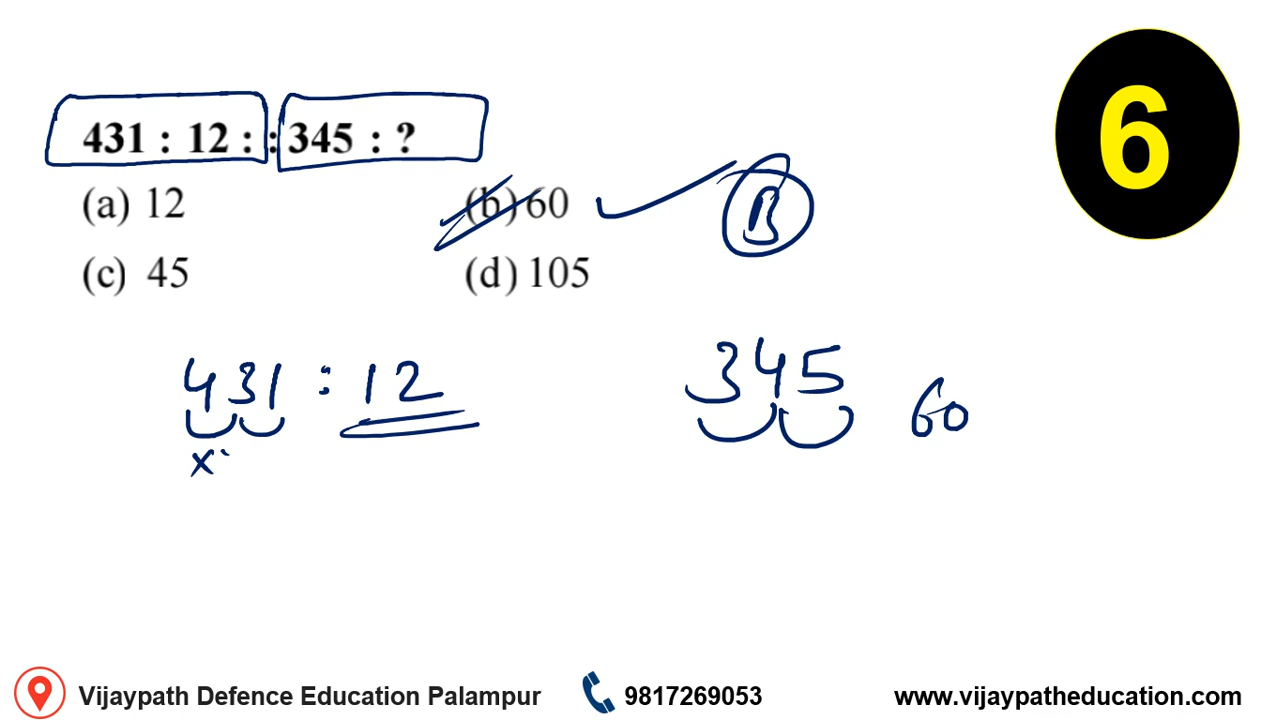 6
431 : 12 : : 345 : ?
(a) 12 (b) 60 B
(c) 45 (d) 105
431 : 12 345 60
x
Vijaypath Defence Education Palampur 9817269053 www.vijaypatheducation.com